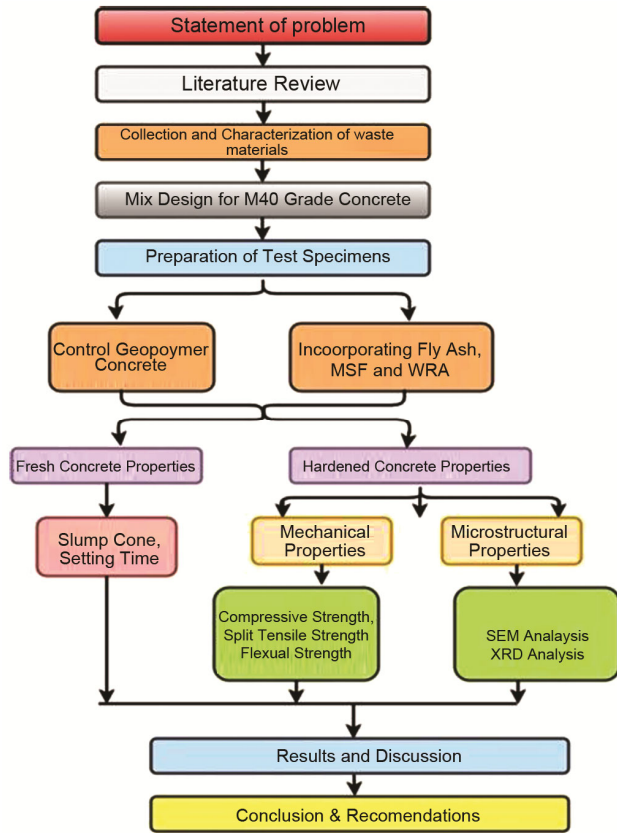 Statement of problem
Literature Review
Collection and Characterization of waste
materials
Mix Design for M40 Grade Concrete
Preparation of Test Specimens
Control Geopoymer
Concrete
Incoorporating Fly Ash,
MSF and WRA
Fresh Concrete Properties
Hardened Concrete Properties
Slump Cone,
Setting Time
Mechanical
Properties
Microstructural
Properties
Compressive Strength,
Split Tensile Strength
Flexual Strength
SEM Analaysis
XRD Analysis
Results and Discussion
Conclusion & Recomendations